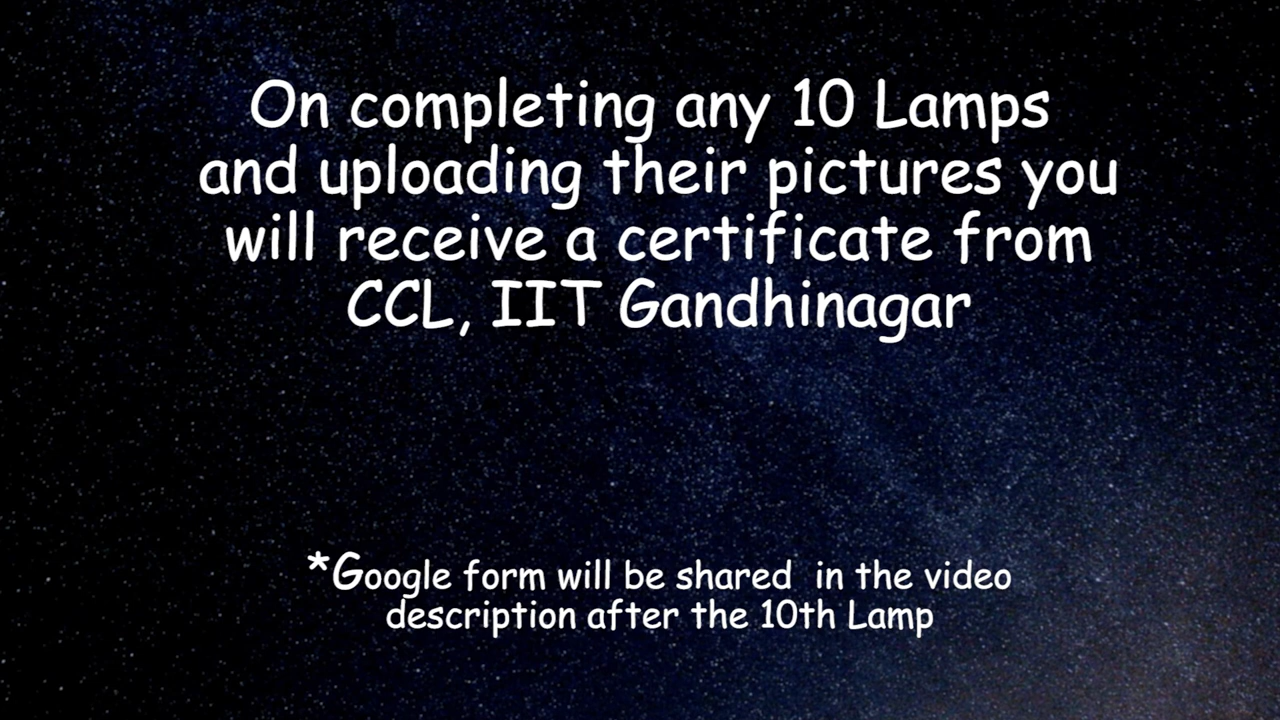 On completing any 10 Lamps
and uploading their pictures you
will receive a certificate from
CCL, IIT Gandhinagar
*Google form will be shared  in the video
description after the 10th Lamp